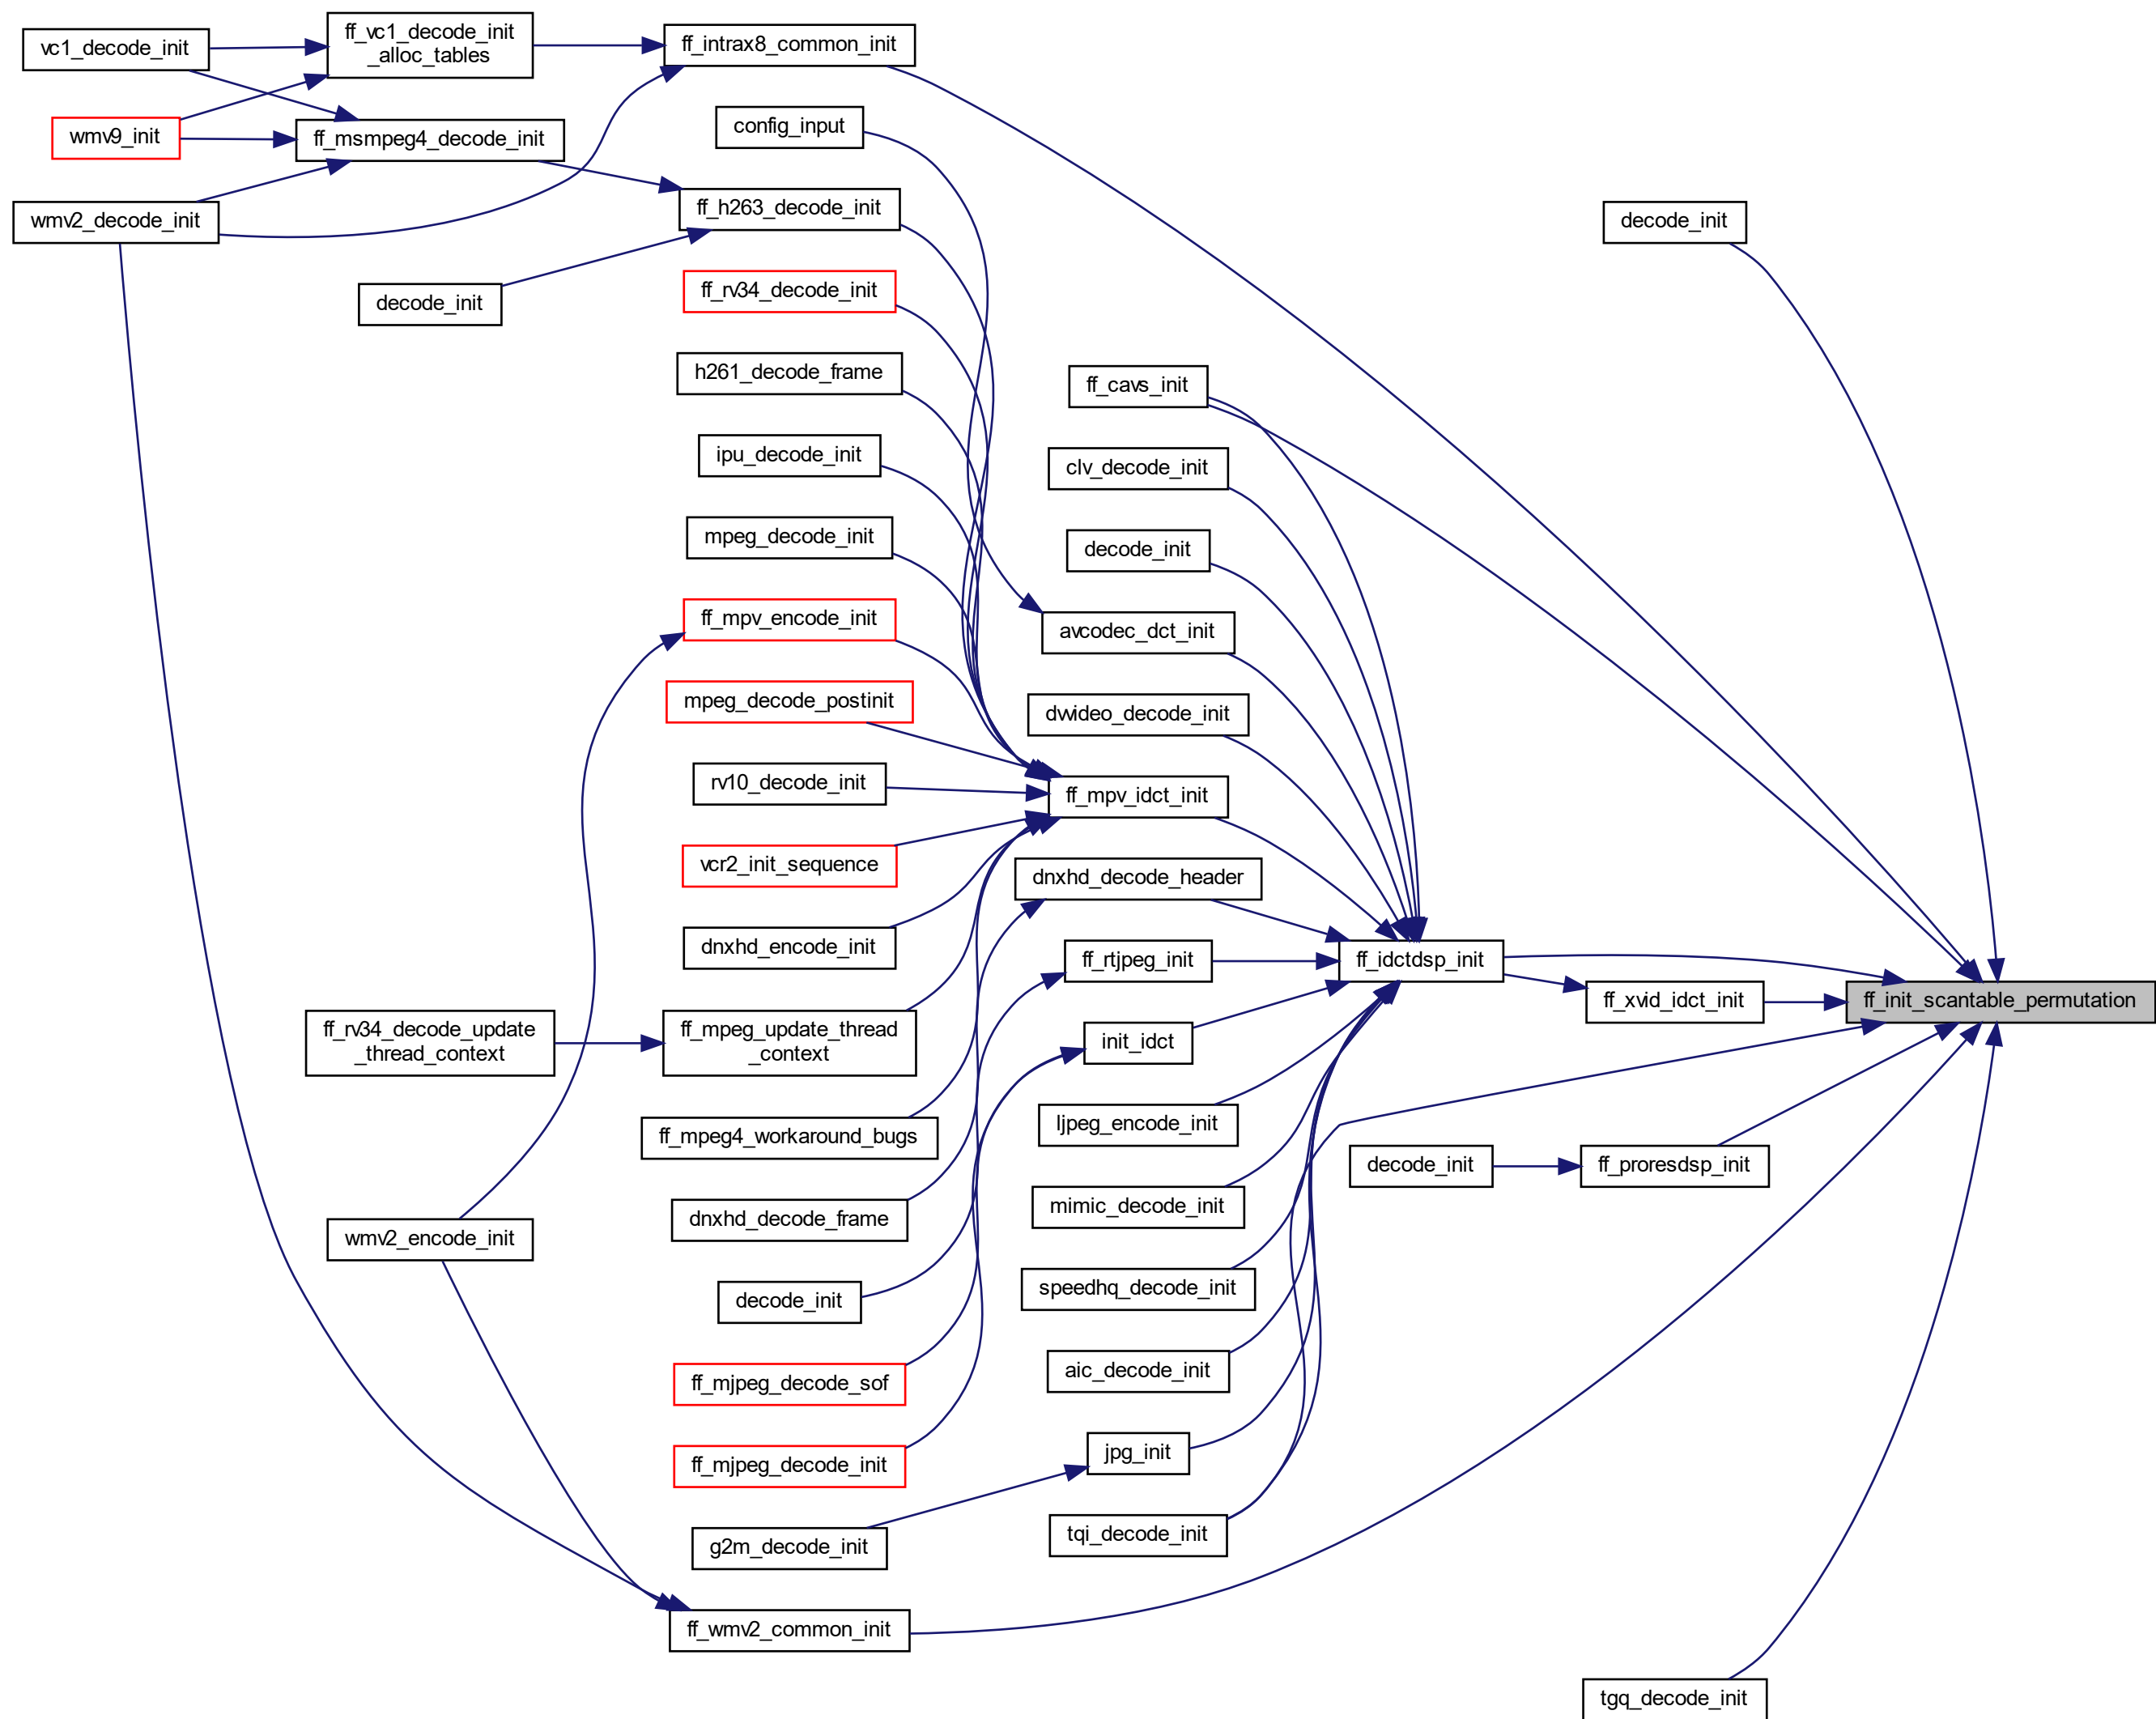 vc1_decode_init
ff_vc1_decode_init
_alloc_tables
ff_intrax8_common_init
config_input
wmv9_init
ff_msmpeg4_decode_init
ff_h263_decode_init
wmv2_decode_init
decode_init
decode_init
ff_rv34_decode_init
h261_decode_frame
ff_cavs_init
ipu_decode_init
clv_decode_init
mpeg_decode_init
decode_init
ff_mpv_encode_init
avcodec_dct_init
mpeg_decode_postinit
dvvideo_decode_init
rv10_decode_init
ff_mpv_idct_init
vcr2_init_sequence
dnxhd_decode_header
dnxhd_encode_init
ff_rtjpeg_init
ff_idctdsp_init
ff_xvid_idct_init
ff_init_scantable_permutation
ff_rv34_decode_update
_thread_context
ff_mpeg_update_thread
_context
init_idct
ff_mpeg4_workaround_bugs
ljpeg_encode_init
decode_init
ff_proresdsp_init
dnxhd_decode_frame
mimic_decode_init
wmv2_encode_init
decode_init
speedhq_decode_init
ff_mjpeg_decode_sof
aic_decode_init
ff_mjpeg_decode_init
jpg_init
g2m_decode_init
tqi_decode_init
ff_wmv2_common_init
tgq_decode_init